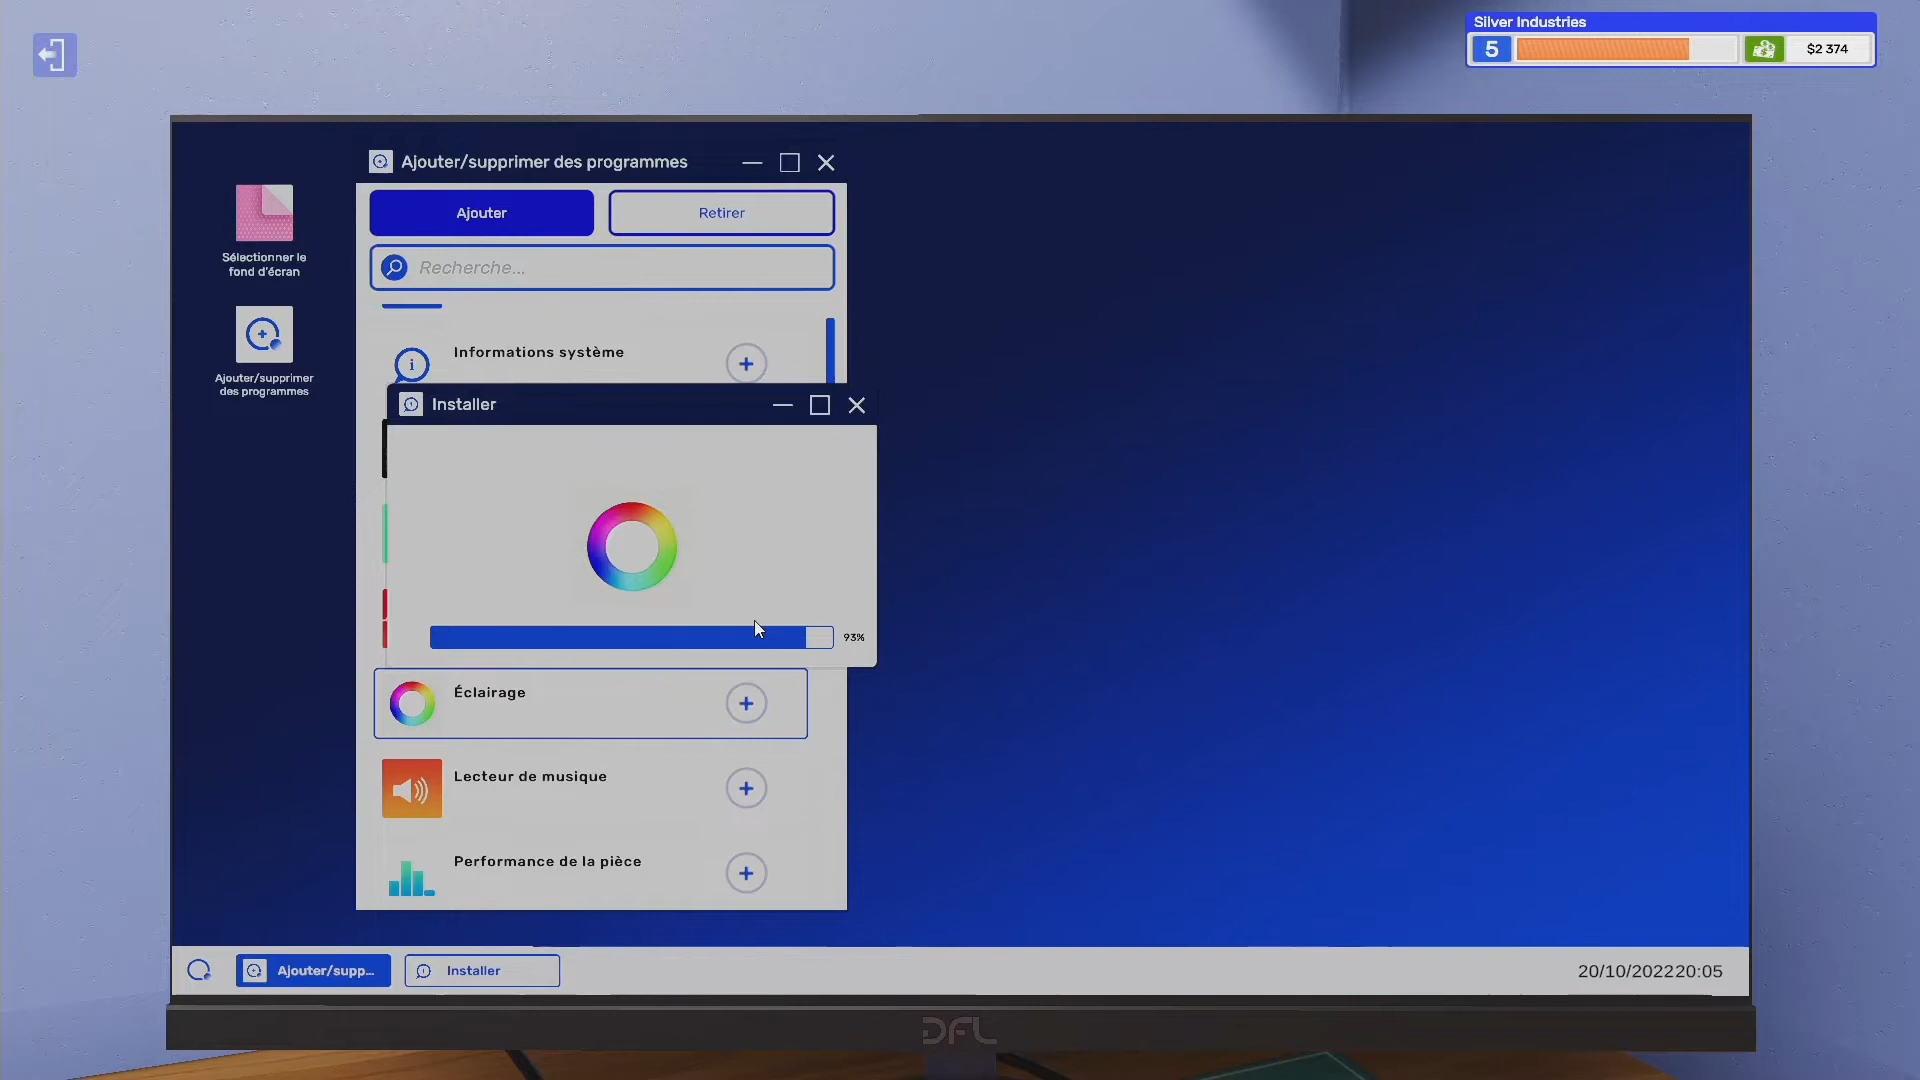 Silver Industries
5
$2 374
Ajouter/supprimer des programmes
Ajouter
Retirer
Recherche...
Sélectionner le
fond d'écran
Ajouter/supprimer
des programmes
Informations système
Installer
93%
Éclairage
Lecteur de musique
Performance de la pièce
Ajouter/supp...
Installer
20/10/202220:05
DFL